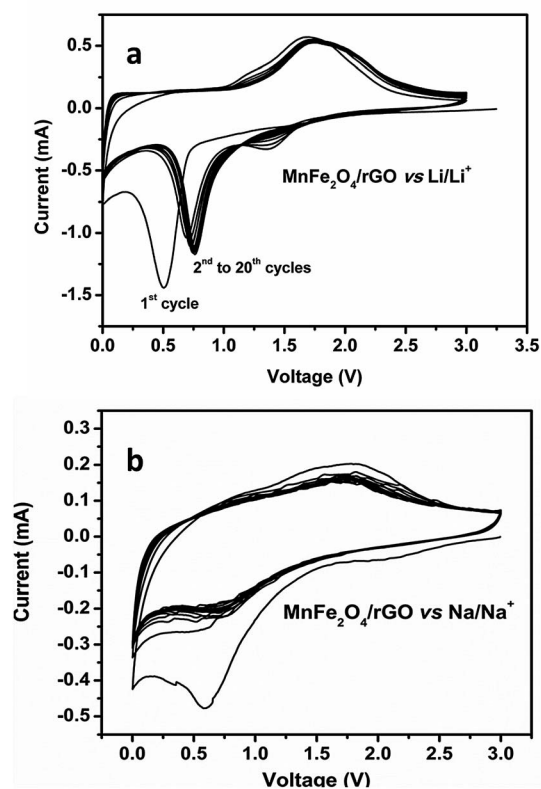 a
0.5
0.0
-0.5
-1.0
-1.5
Current (mA)
MnFe₂O₄/rGO vs Li/Li⁺
2ⁿᵈ to 20ᵗʰ cycles
1ˢᵗ cycle
0.0 0.5 1.0 1.5 2.0 2.5 3.0 3.5
Voltage (V)
b
0.3
0.2
0.1
0.0
-0.1
-0.2
-0.3
-0.4
-0.5
Current (mA)
MnFe₂O₄/rGO vs Na/Na⁺
0.0 0.5 1.0 1.5 2.0 2.5 3.0
Voltage (V)